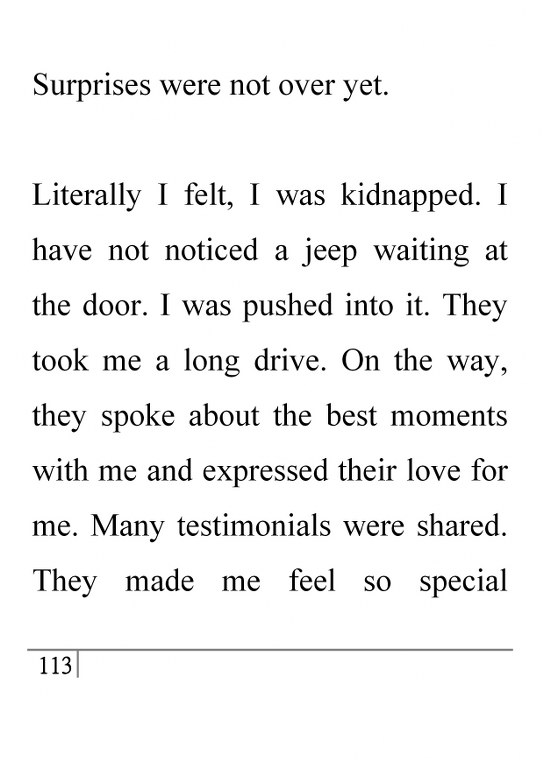 Surprises were not over yet.
Literally I felt, I was kidnapped. I
have not noticed a jeep waiting at
the door. I was pushed into it. They
took me a long drive. On the way,
they spoke about the best moments
with me and expressed their love for
me. Many testimonials were shared.
They made me feel so special
113